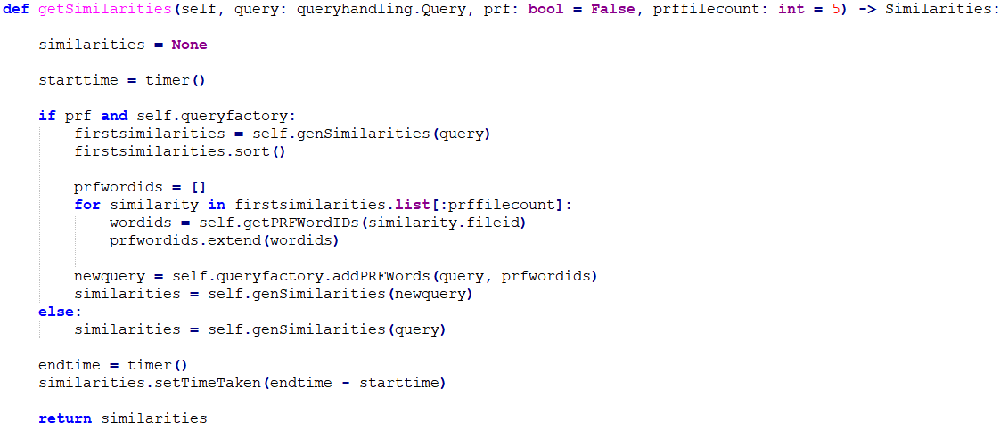 def getSimilarities(self, query: queryhandling.Query, prf: bool = False, prffilecount: int = 5) -> Similarities:
    similarities = None
    starttime = timer()
    if prf and self.queryfactory:
        firstsimilarities = self.genSimilarities(query)
        firstsimilarities.sort()
        prfwordids = []
        for similarity in firstsimilarities.list[:prffilecount]:
            wordids = self.getPRFWordIDs(similarity.fileid)
            prfwordids.extend(wordids)
        newquery = self.queryfactory.addPRFWords(query, prfwordids)
        similarities = self.genSimilarities(newquery)
    else:
        similarities = self.genSimilarities(query)
    endtime = timer()
    similarities.setTimeTaken(endtime - starttime)
    return similarities